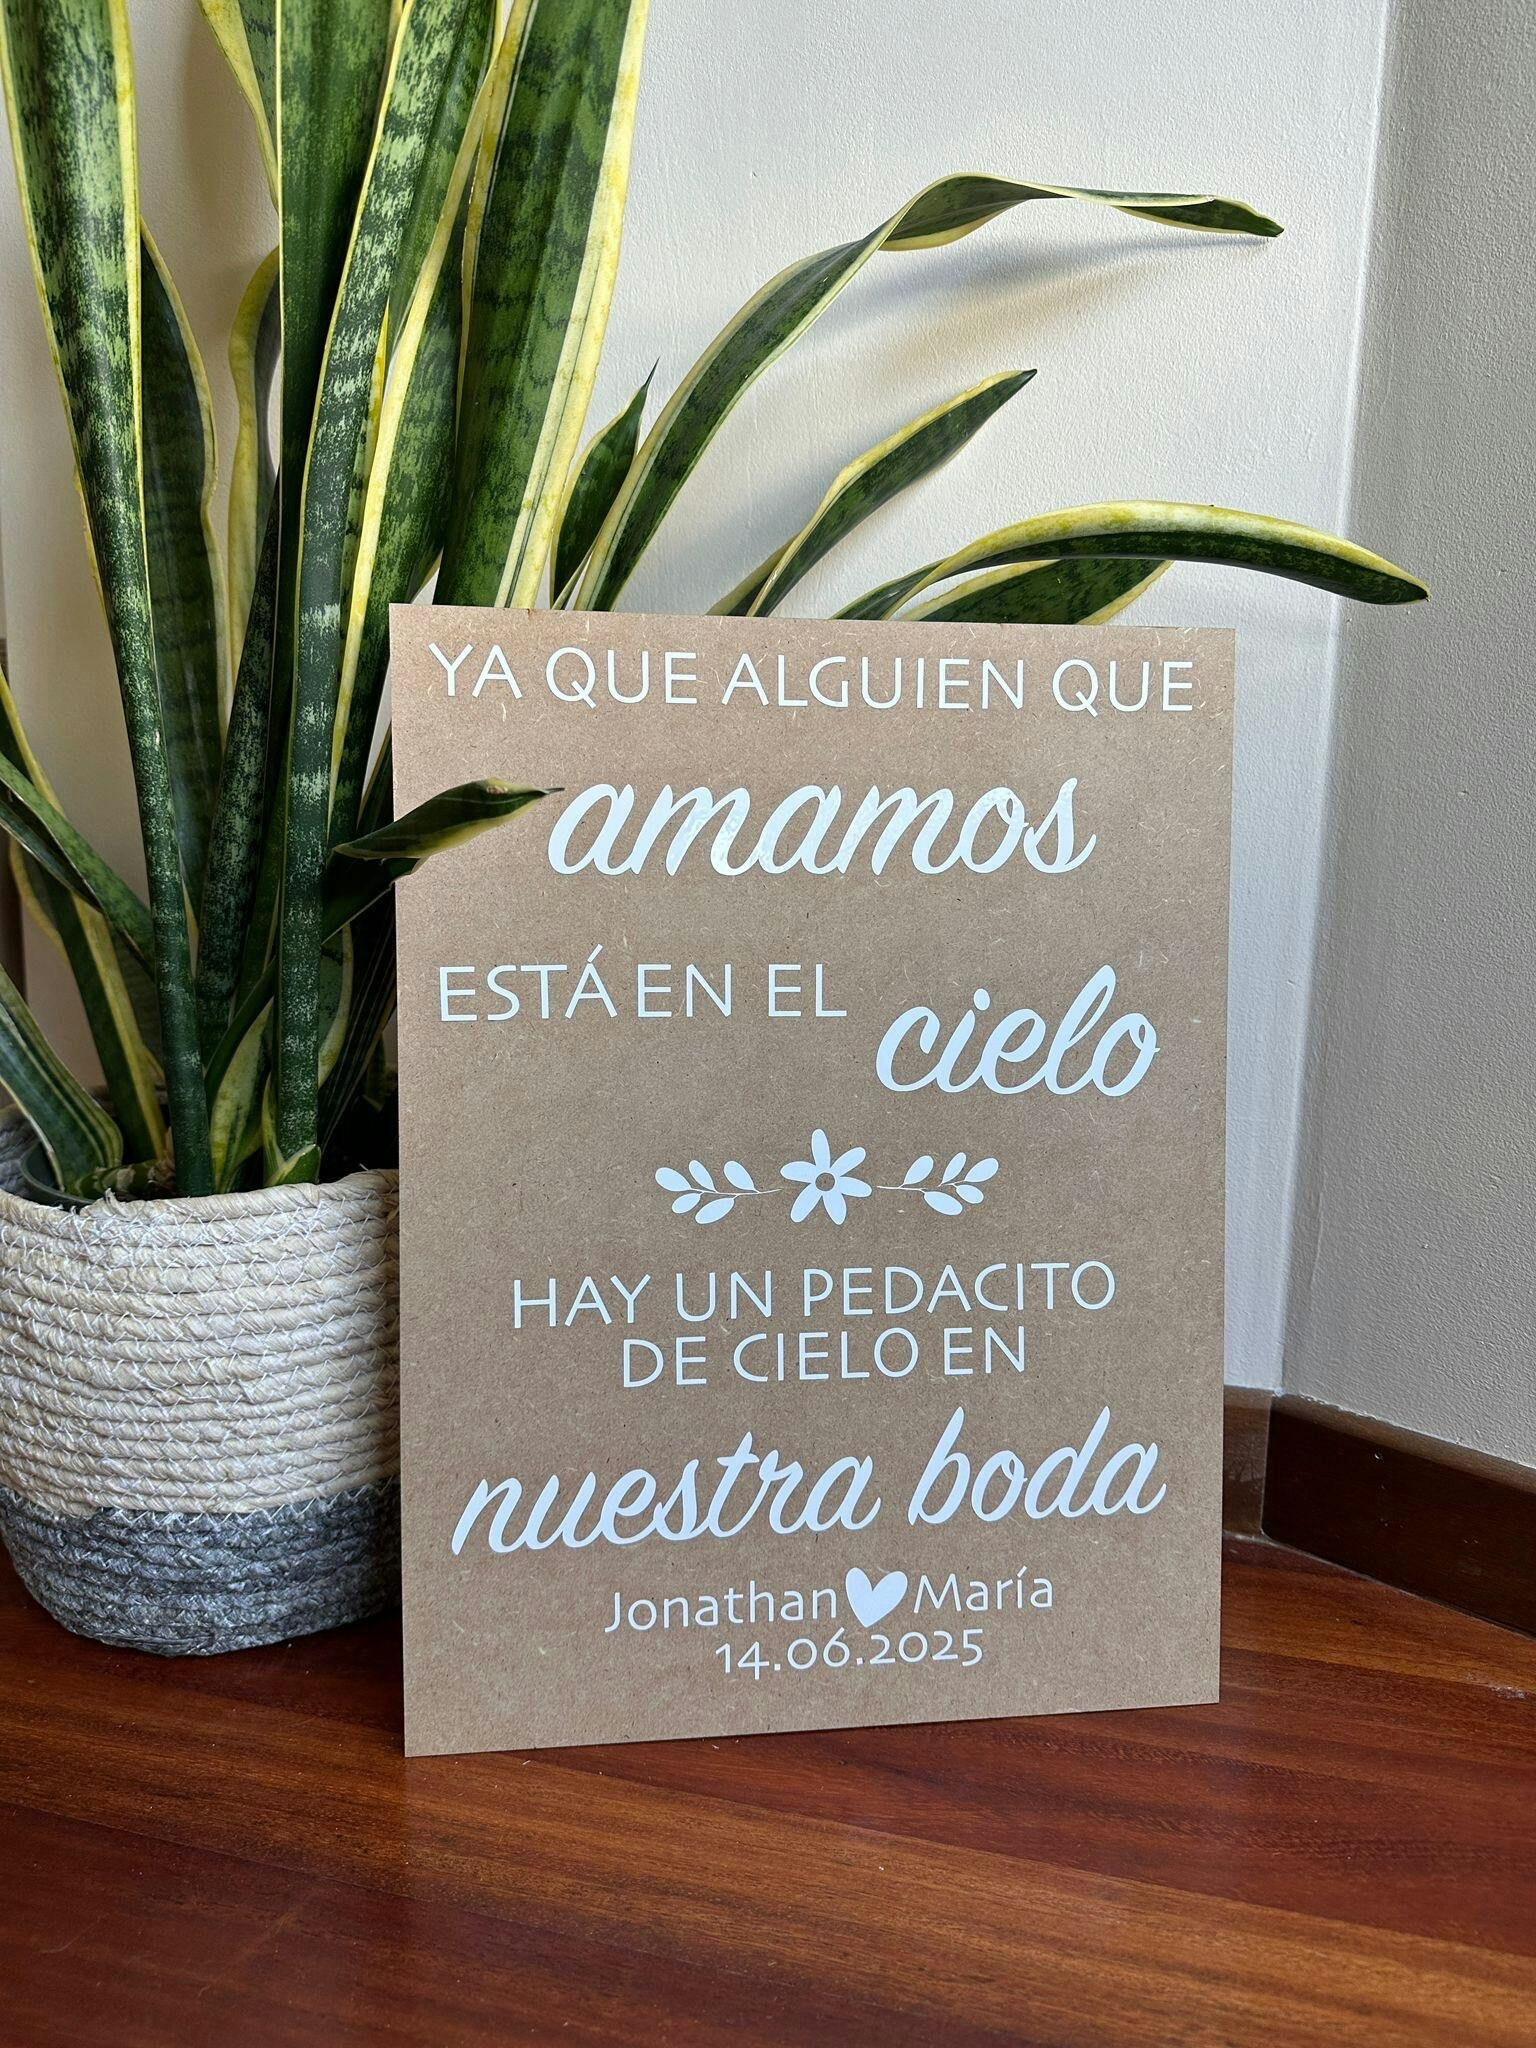 YA QUE ALGUIEN QUE
amamos
ESTÁ EN EL cielo
HAY UN PEDACITO
DE CIELO EN
nuestra boda
Jonathan María
14.06.2025